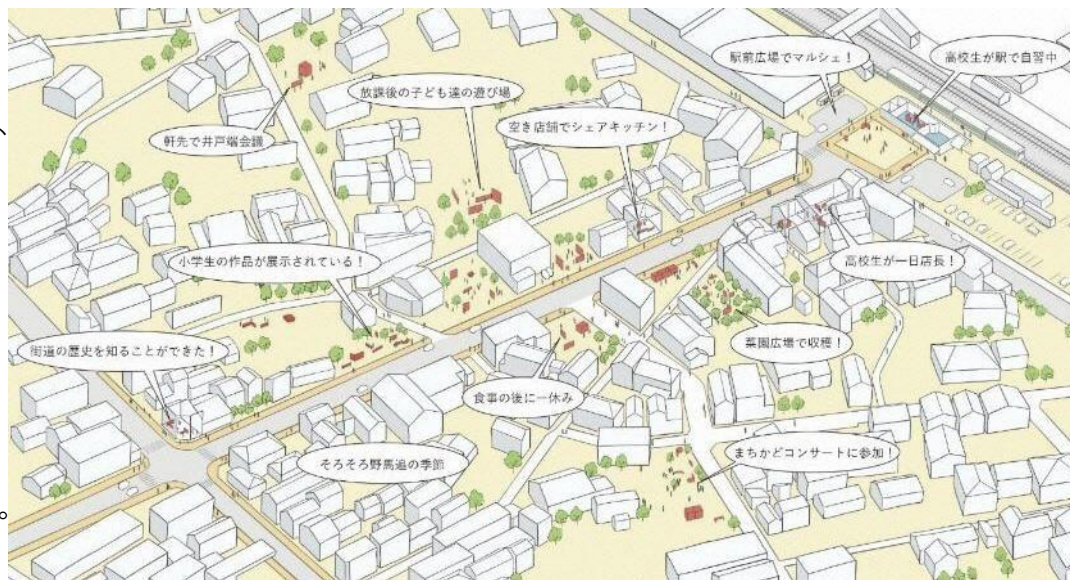 駅前広場でマルシェ！
高校生が駅で自習中
放課後の子ども達の遊び場
空き店舗でシェアキッチン！
軒先で井戸端会議
小学生の作品が展示されている！
高校生が一日店長！
街道の歴史を知ることができた！
菜園広場で収穫！
食事の後に一休み
そろそろ野馬追の季節
まちかどコンサートに参加！
、
。